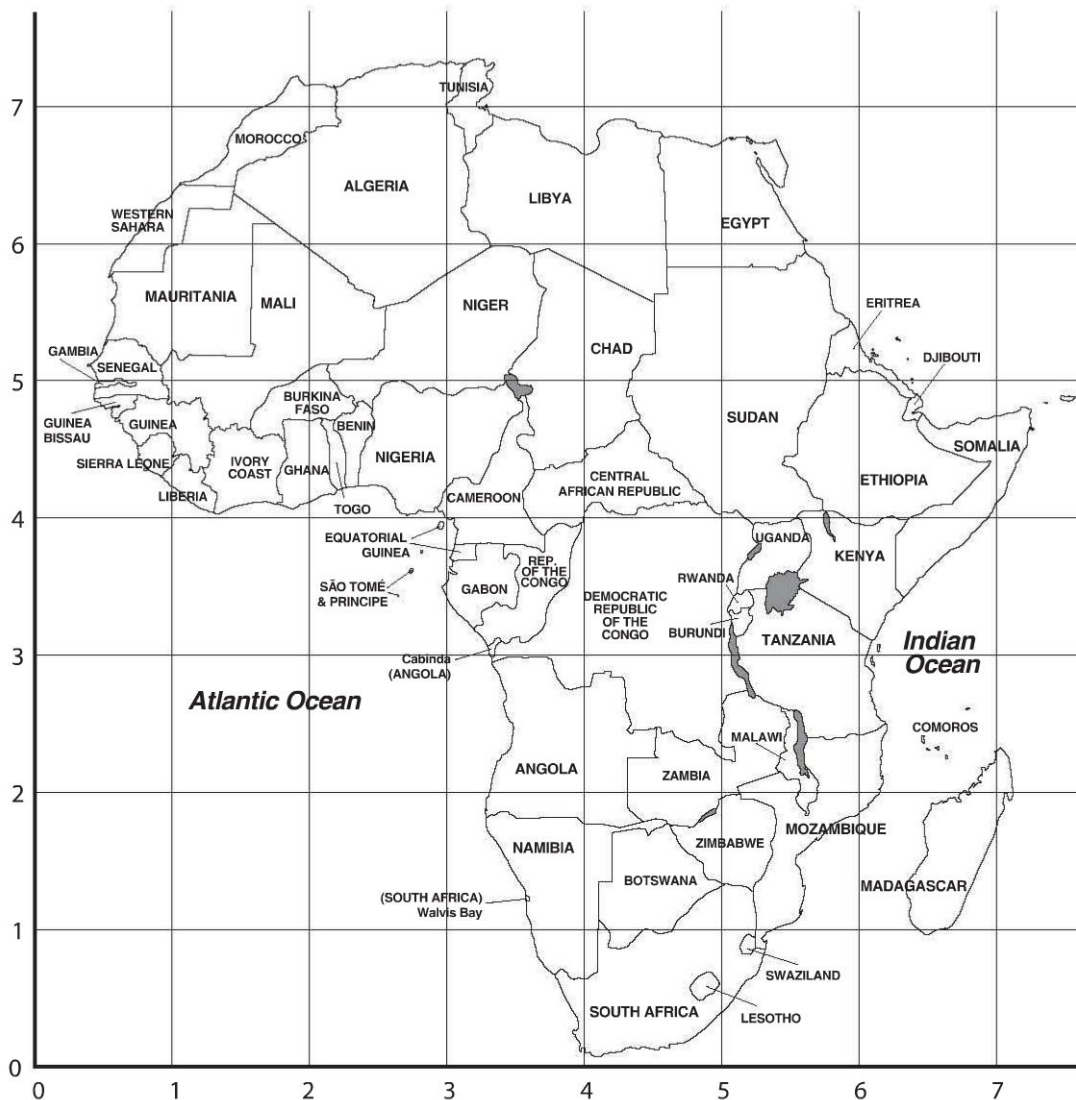 7
TUNISIA
MOROCCO
ALGERIA
LIBYA
WESTERN
SAHARA
EGYPT
6
MAURITANIA
MALI
NIGER
ERITREA
GAMBIA
SENEGAL
CHAD
DJIBOUTI
5
BURKINA
FASO
GUINEA
BISSAU
GUINEA
BENIN
SUDAN
SOMALIA
SIERRA LEONE
IVORY
COAST
GHANA
NIGERIA
CENTRAL
AFRICAN REPUBLIC
ETHIOPIA
LIBERIA
CAMEROON
TOGO
4
EQUATORIAL
GUINEA
UGANDA
KENYA
REP.
OF THE
CONGO
SÃO TOMÉ
& PRINCIPE
GABON
DEMOCRATIC
REPUBLIC
OF THE
CONGO
RWANDA
BURUNDI
TANZANIA
Indian
Ocean
3
Cabinda
(ANGOLA)
Atlantic Ocean
COMOROS
MALAWI
ANGOLA
ZAMBIA
2
MOZAMBIQUE
NAMIBIA
ZIMBABWE
BOTSWANA
MADAGASCAR
(SOUTH AFRICA)
Walvis Bay
1
SWAZILAND
SOUTH AFRICA
LESOTHO
0
0 1 2 3 4 5 6 7